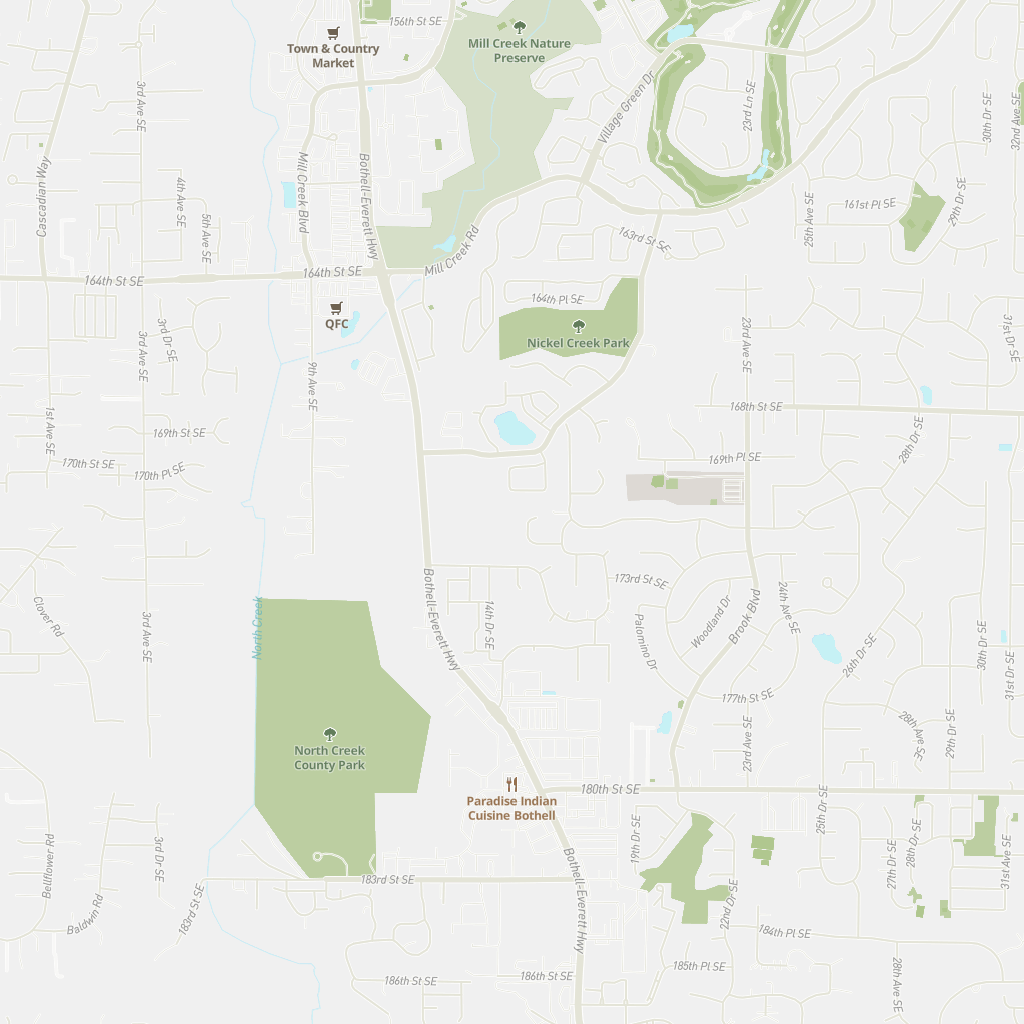 156th St SE
Town & Country
Market
Mill Creek Nature
Preserve
Village Green Dr
23rd Ln SE
30th Dr SE
32nd Ave SE
3rd Ave SE
Cascadian Way
4th Ave SE
5th Ave SE
Mill Creek Blvd
Bothell-Everett Hwy
161st Pl SE
25th Ave SE
29th Dr SE
163rd St SE
Mill Creek Rd
164th St SE
164th St SE
164th Pl SE
QFC
Nickel Creek Park
3rd Dr SE
3rd Ave SE
23rd Ave SE
31st Dr SE
9th Ave SE
168th St SE
1st Ave SE
169th St SE
28th Dr SE
170th St SE
170th Pl SE
169th Pl SE
Bothell-Everett Hwy
173rd St SE
24th Ave SE
Clover Rd
North Creek
14th Dr SE
Woodland Dr
Brook Blvd
3rd Ave SE
Palomino Dr
26th Dr SE
30th Dr SE
31st Dr SE
177th St SE
28th Ave SE
29th Dr SE
23rd Ave SE
North Creek
County Park
180th St SE
Paradise Indian
Cuisine Bothell
25th Dr SE
19th Dr SE
Bellflower Rd
3rd Dr SE
28th Dr SE
27th Dr SE
31st Ave SE
Bothell-Everett Hwy
183rd St SE
183rd St SE
Baldwin Rd
22nd Dr SE
184th Pl SE
185th Pl SE
186th St SE
186th St SE
28th Ave SE